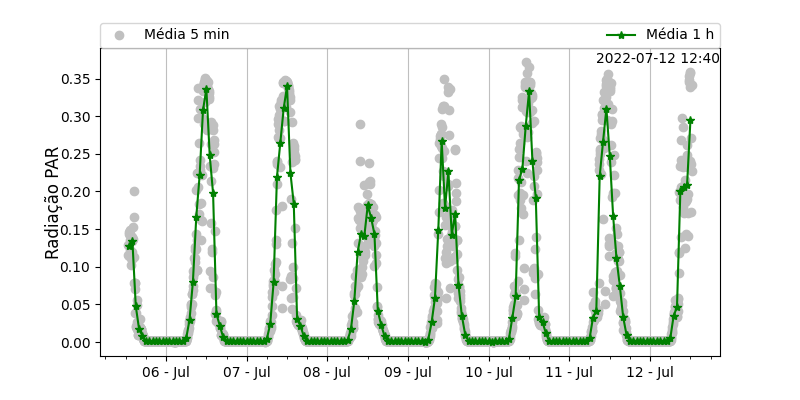 Média 5 min
Média 1 h
2022-07-12 12:40
Radiação PAR
0.35
0.30
0.25
0.20
0.15
0.10
0.05
0.00
06 - Jul
07 - Jul
08 - Jul
09 - Jul
10 - Jul
11 - Jul
12 - Jul